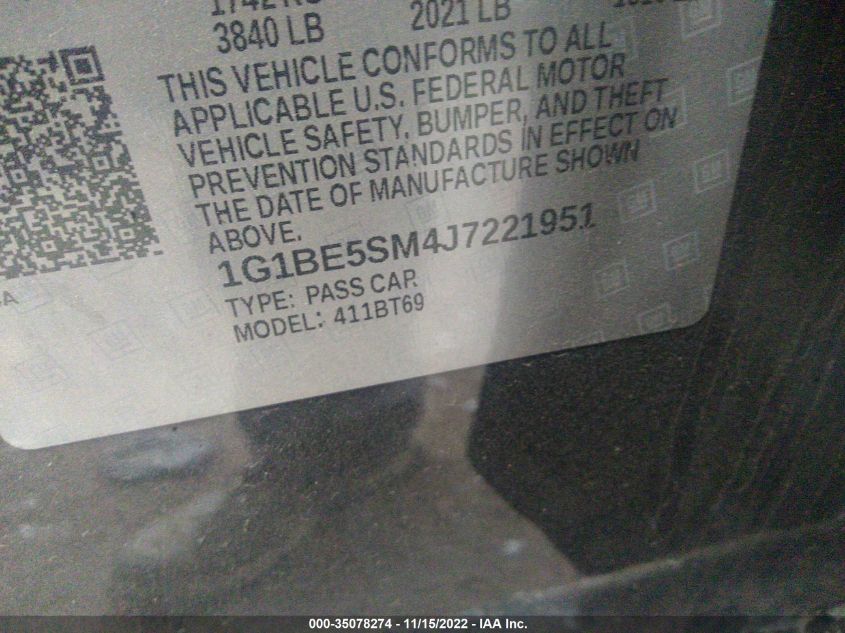 3840 LB 2021 LB
THIS VEHICLE CONFORMS TO ALL
APPLICABLE U.S. FEDERAL MOTOR
VEHICLE SAFETY, BUMPER, AND THEFT
PREVENTION STANDARDS IN EFFECT ON
THE DATE OF MANUFACTURE SHOWN
ABOVE.
1G1BE5SM4J7221951
TYPE: PASS CAR
MODEL: 411BT69
000-35078274 - 11/15/2022 - IAA Inc.